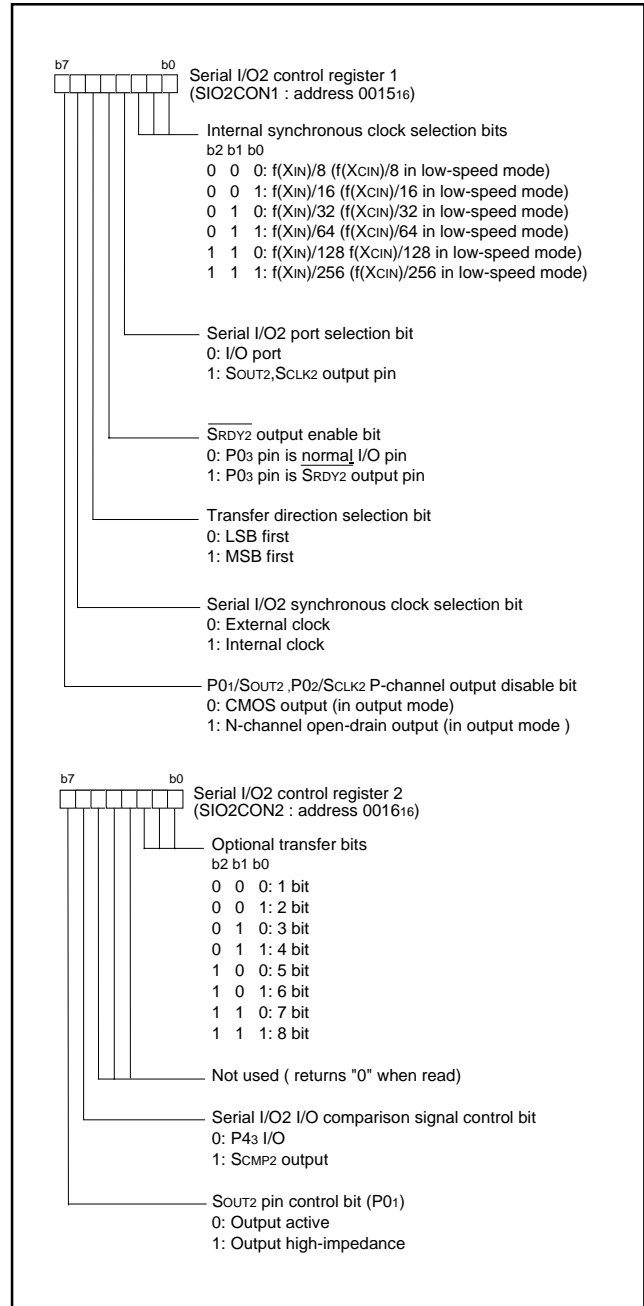 b7 b0
Serial I/O2 control register 1
(SIO2CON1 : address 001516)
Internal synchronous clock selection bits
b2 b1 b0
0 0 0: f(XIN)/8 (f(XCIN)/8 in low-speed mode)
0 0 1: f(XIN)/16 (f(XCIN)/16 in low-speed mode)
0 1 0: f(XIN)/32 (f(XCIN)/32 in low-speed mode)
0 1 1: f(XIN)/64 (f(XCIN)/64 in low-speed mode)
1 1 0: f(XIN)/128 f(XCIN)/128 in low-speed mode)
1 1 1: f(XIN)/256 (f(XCIN)/256 in low-speed mode)
Serial I/O2 port selection bit
0: I/O port
1: SOUT2,SCLK2 output pin
SRDY2 output enable bit
0: P03 pin is normal I/O pin
1: P03 pin is SRDY2 output pin
Transfer direction selection bit
0: LSB first
1: MSB first
Serial I/O2 synchronous clock selection bit
0: External clock
1: Internal clock
P01/SOUT2 ,P02/SCLK2 P-channel output disable bit
0: CMOS output (in output mode)
1: N-channel open-drain output (in output mode )
b7 b0
Serial I/O2 control register 2
(SIO2CON2 : address 001616)
Optional transfer bits
b2 b1 b0
0 0 0: 1 bit
0 0 1: 2 bit
0 1 0: 3 bit
0 1 1: 4 bit
1 0 0: 5 bit
1 0 1: 6 bit
1 1 0: 7 bit
1 1 1: 8 bit
Not used ( returns "0" when read)
Serial I/O2 I/O comparison signal control bit
0: P43 I/O
1: SCMP2 output
SOUT2 pin control bit (P01)
0: Output active
1: Output high-impedance